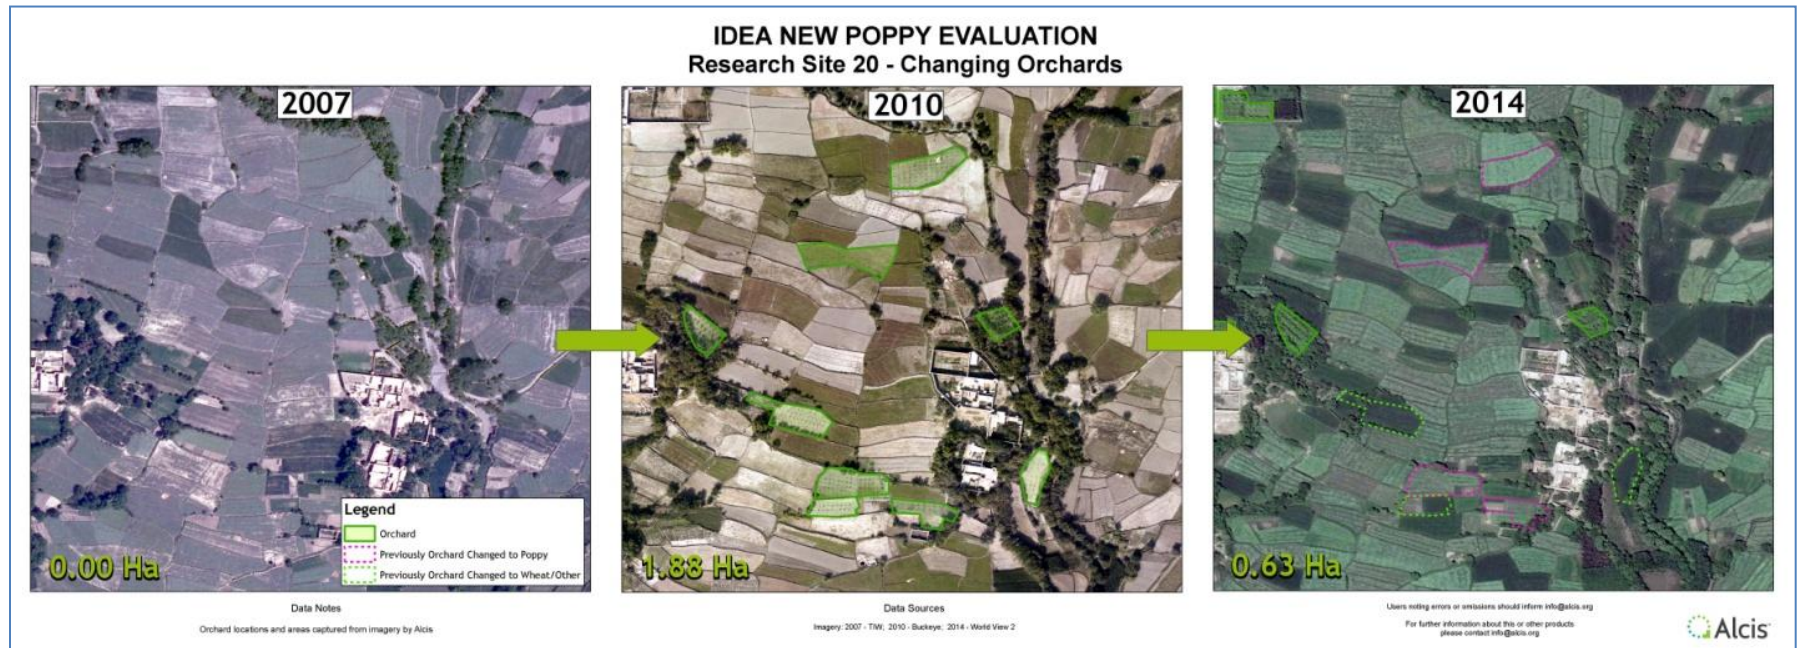 IDEA NEW POPPY EVALUATION
Research Site 20 - Changing Orchards
2007
2010
2014
Legend
Orchard
Previously Orchard Changed to Poppy
Previously Orchard Changed to Wheat/Other
0.00 Ha
1.88 Ha
0.63 Ha
Data Notes
Orchard locations and areas captured from imagery by Alcis
Data Sources
Imagery: 2007 - TIW; 2010 - Buckeye; 2014 - World View 2
Users noting errors or omissions should inform info@alcis.org
For further information about this or other products
please contact info@alcis.org
Alcis